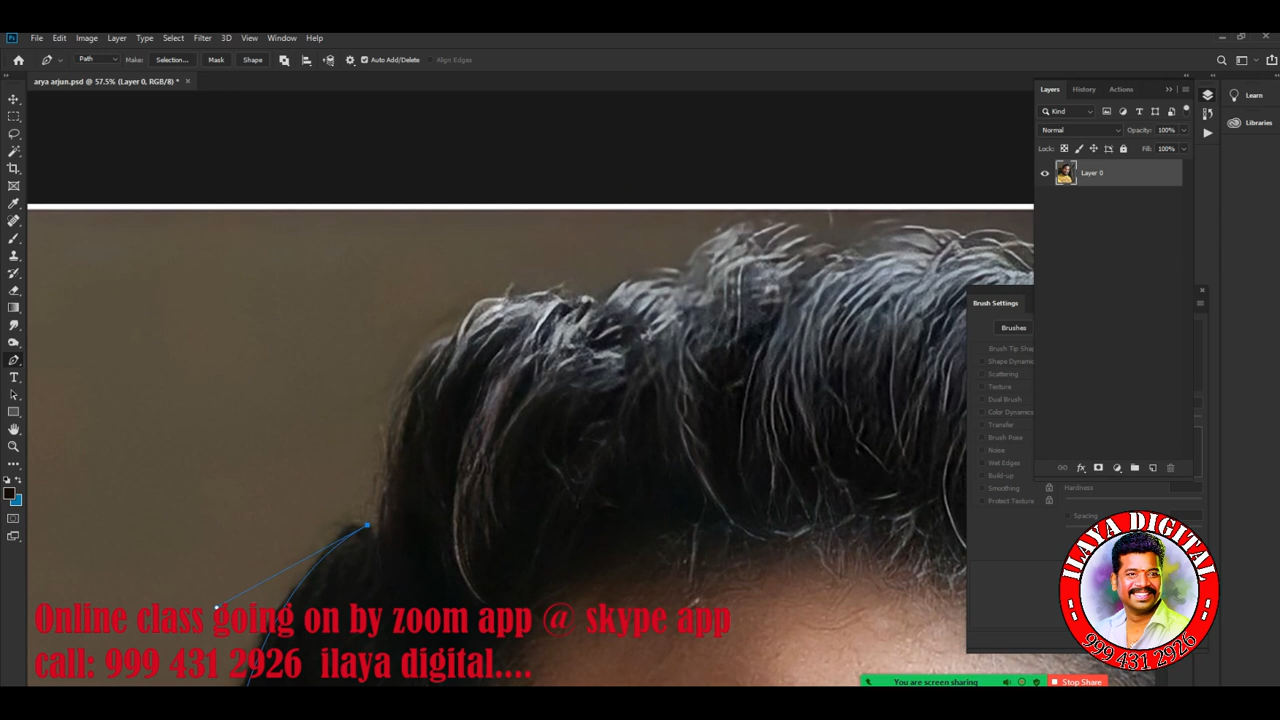 Ps File Edit Image Layer Type Select Filter 3D View Window Help
Path Make: Selection... Mask Shape Auto Add/Delete Align Edges
arya arjun.psd @ 57.5% (Layer 0, RGB/8) *
Layers History Actions
Learn
Kind
Libraries
Normal Opacity: 100%
Lock: Fill: 100%
Layer 0
Brush Settings
Brushes
Brush Tip Shap
Shape Dynamic
Scattering
Texture
Dual Brush
Color Dynamics
Transfer
Brush Pose
Noise
Wet Edges
Build-up
Smoothing
Protect Texture
Hardness
Spacing
ILAYA DIGITAL
999 431 2926
Online class going on by zoom app @ skype app
call: 999 431 2926 ilaya digital....
You are screen sharing Stop Share